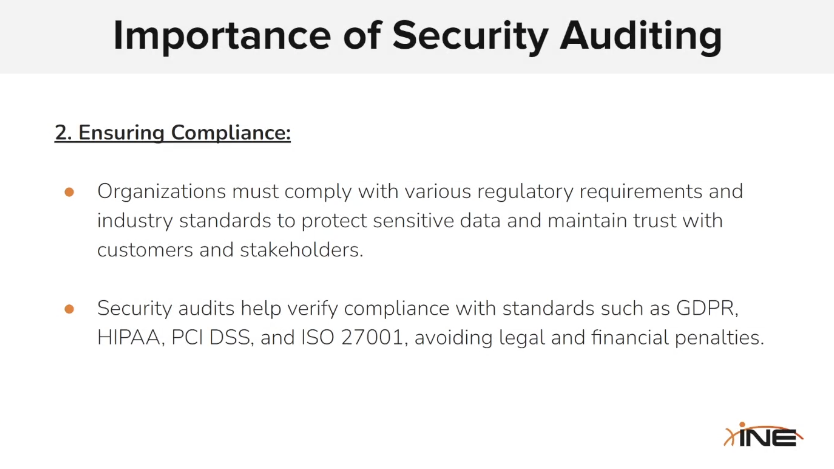 Importance of Security Auditing
2. Ensuring Compliance:
Organizations must comply with various regulatory requirements and
industry standards to protect sensitive data and maintain trust with
customers and stakeholders.
Security audits help verify compliance with standards such as GDPR,
HIPAA, PCI DSS, and ISO 27001, avoiding legal and financial penalties.
iNE